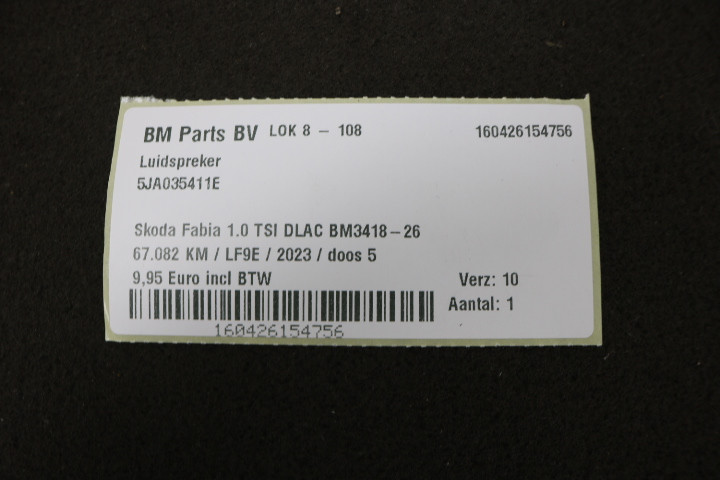 BM Parts BV LOK 8 – 108 160426154756
Luidspreker
5JA035411E
Skoda Fabia 1.0 TSI DLAC BM3418–26
67.082 KM / LF9E / 2023 / doos 5
9,95 Euro incl BTW Verz: 10
Aantal: 1
160426154756